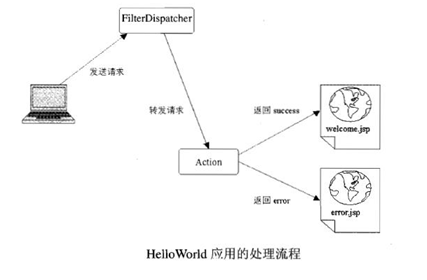 FilterDispatcher
发送请求
转发请求
返回 success
welcome.jsp
Action
返回 error
error.jsp
HelloWorld 应用的处理流程